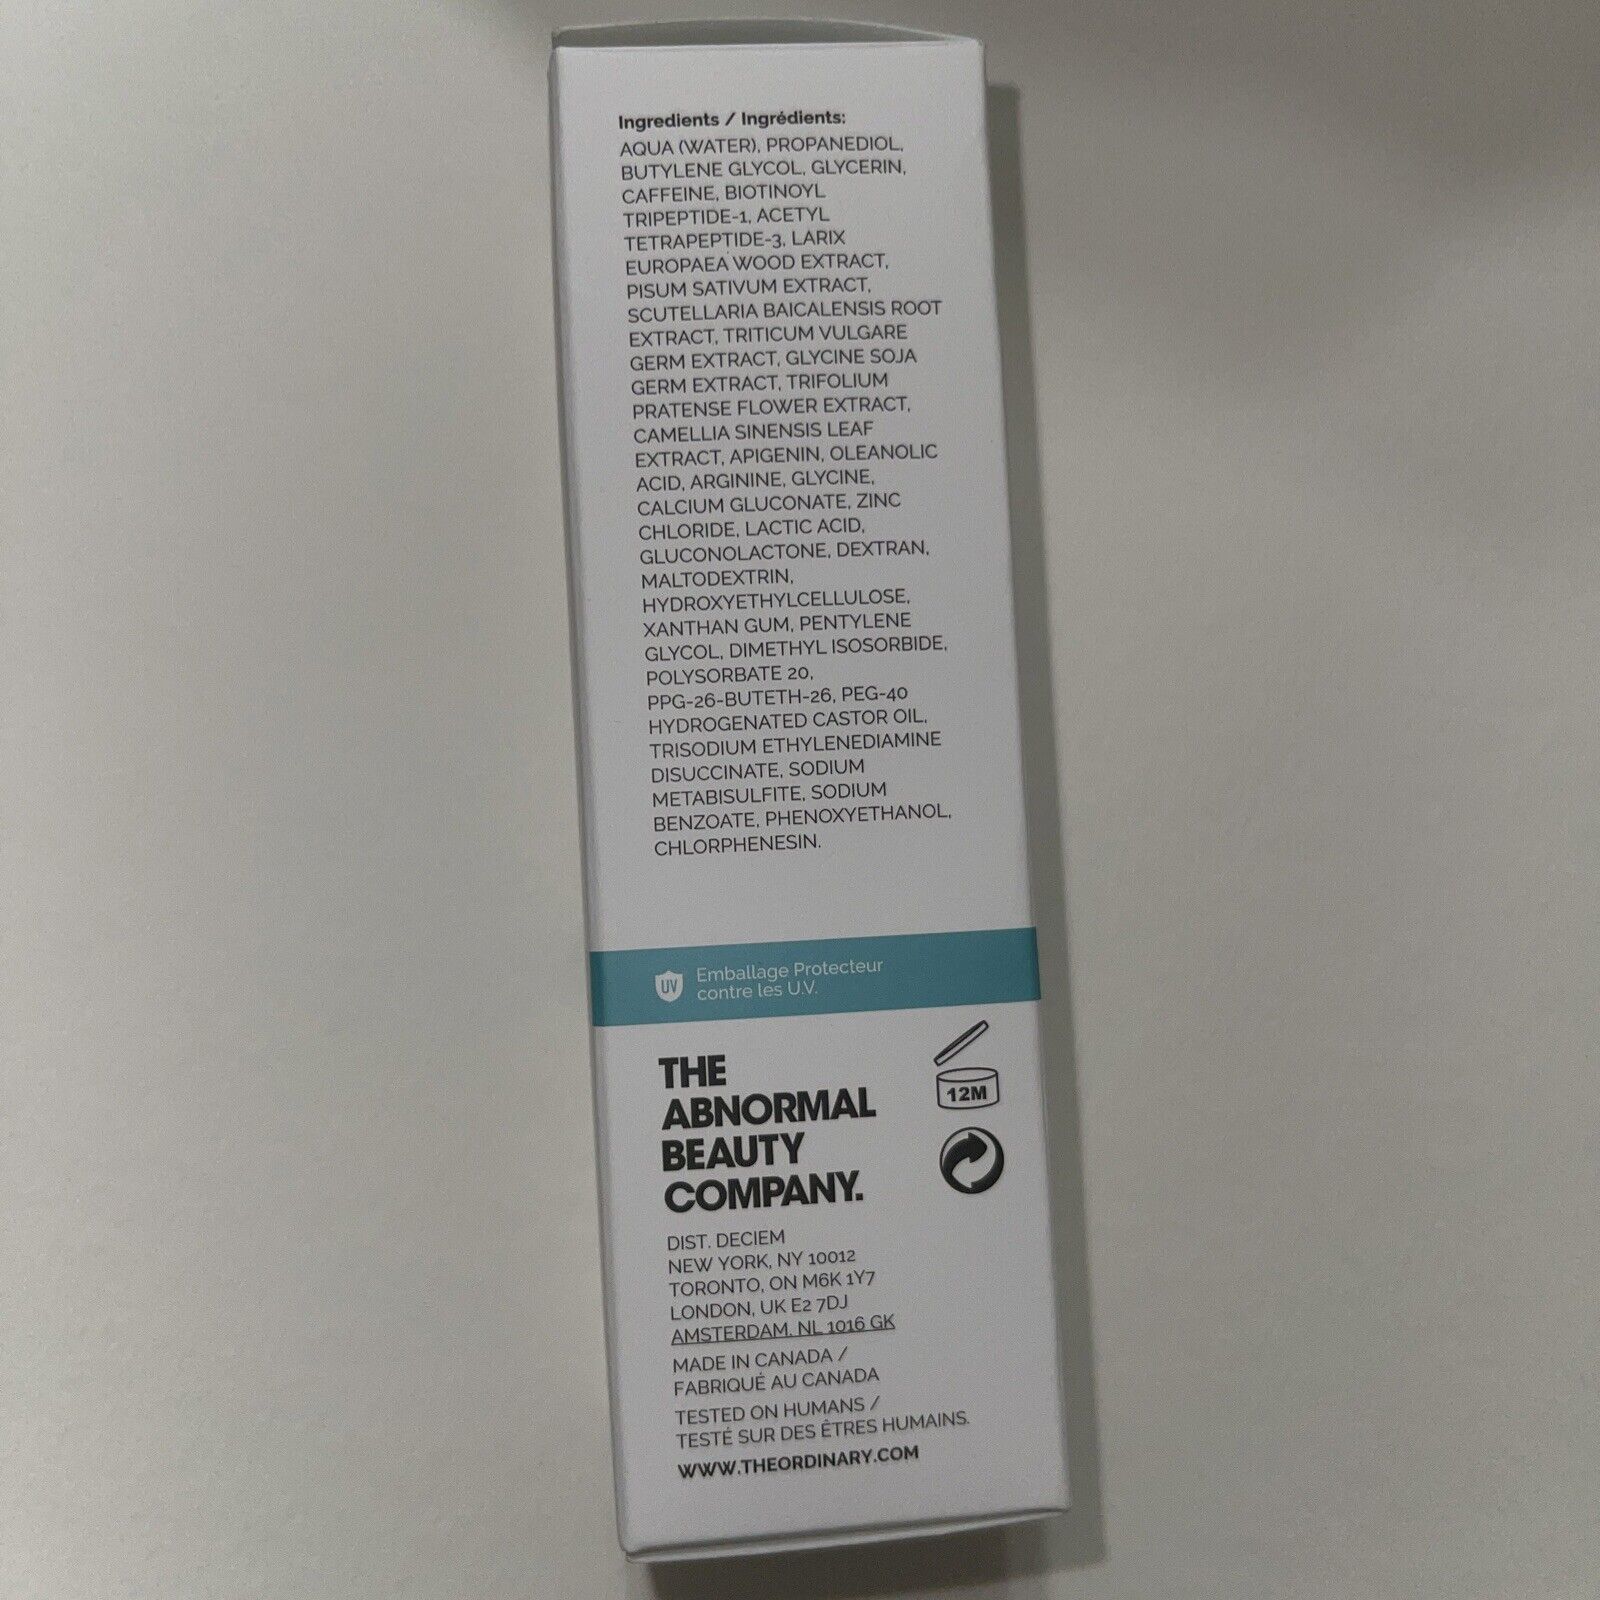 Ingredients / Ingrédients:
AQUA (WATER), PROPANEDIOL,
BUTYLENE GLYCOL, GLYCERIN,
CAFFEINE, BIOTINOYL
TRIPEPTIDE-1, ACETYL
TETRAPEPTIDE-3, LARIX
EUROPAEA WOOD EXTRACT,
PISUM SATIVUM EXTRACT,
SCUTELLARIA BAICALENSIS ROOT
EXTRACT, TRITICUM VULGARE
GERM EXTRACT, GLYCINE SOJA
GERM EXTRACT, TRIFOLIUM
PRATENSE FLOWER EXTRACT,
CAMELLIA SINENSIS LEAF
EXTRACT, APIGENIN, OLEANOLIC
ACID, ARGININE, GLYCINE,
CALCIUM GLUCONATE, ZINC
CHLORIDE, LACTIC ACID,
GLUCONOLACTONE, DEXTRAN,
MALTODEXTRIN,
HYDROXYETHYLCELLULOSE,
XANTHAN GUM, PENTYLENE
GLYCOL, DIMETHYL ISOSORBIDE,
POLYSORBATE 20,
PPG-26-BUTETH-26, PEG-40
HYDROGENATED CASTOR OIL,
TRISODIUM ETHYLENEDIAMINE
DISUCCINATE, SODIUM
METABISULFITE, SODIUM
BENZOATE, PHENOXYETHANOL,
CHLORPHENESIN.
UV
Emballage Protecteur
contre les U.V.
THE
ABNORMAL
BEAUTY
COMPANY.
12M
DIST. DECIEM
NEW YORK, NY 10012
TORONTO, ON M6K 1Y7
LONDON, UK E2 7DJ
AMSTERDAM, NL 1016 GK
MADE IN CANADA /
FABRIQUÉ AU CANADA
TESTED ON HUMANS /
TESTÉ SUR DES ÊTRES HUMAINS.
WWW.THEORDINARY.COM